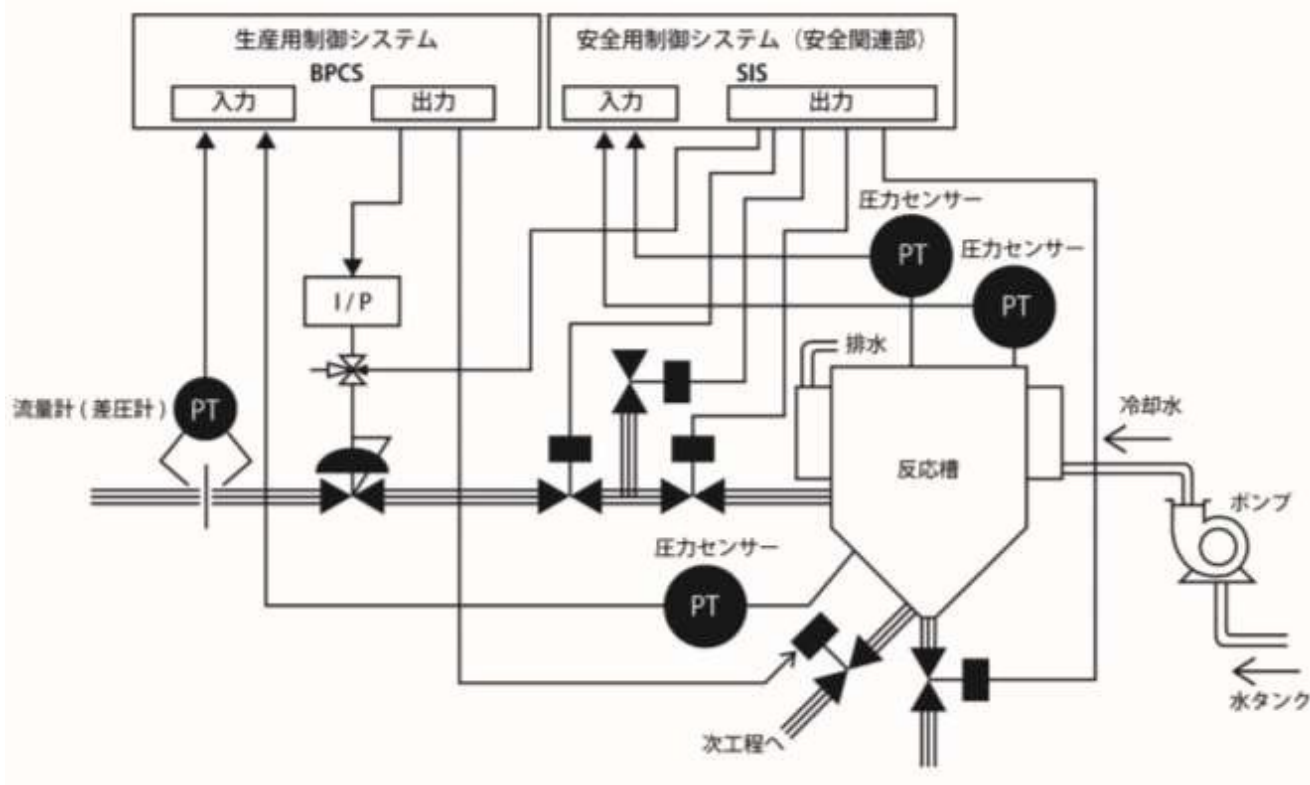 生産用制御システム
BPCS
入力
出力
安全用制御システム（安全関連部）
SIS
入力
出力
圧力センサー
PT
圧力センサー
PT
I / P
排水
流量計 ( 差圧計 )
PT
冷却水
反応槽
ポンプ
圧力センサー
PT
水タンク
次工程へ